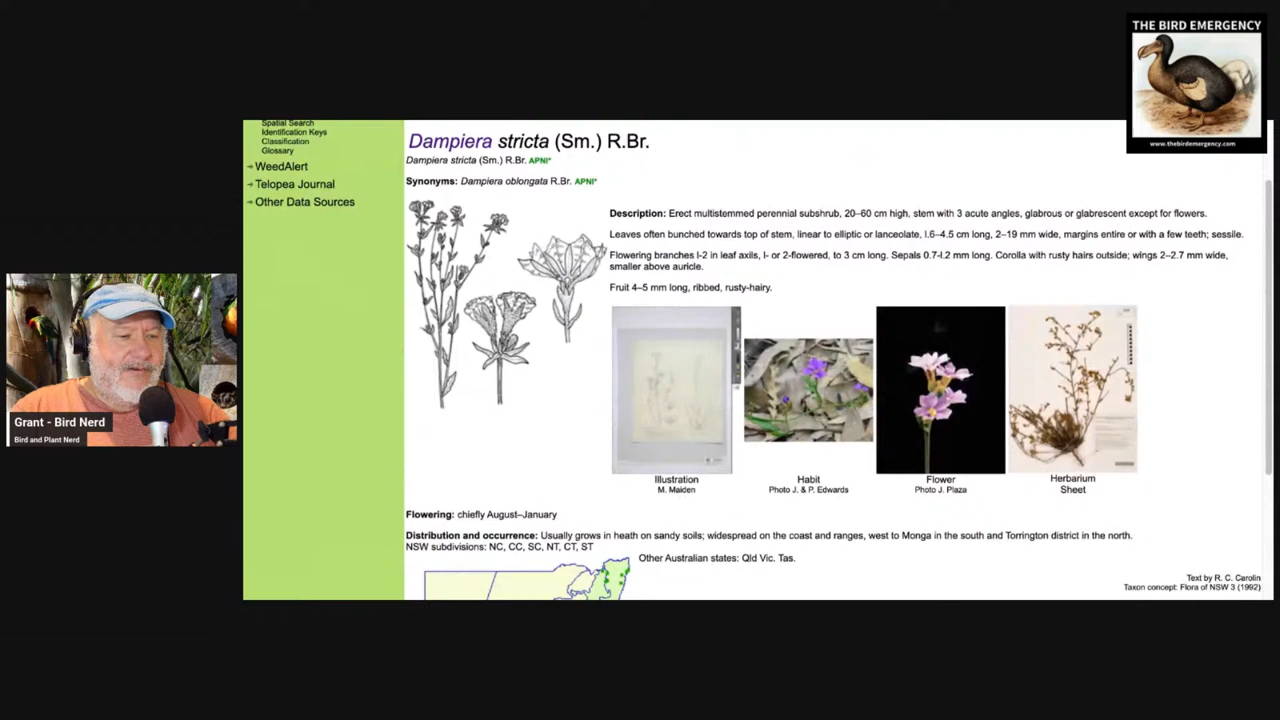 THE BIRD EMERGENCY
www.thebirdemergency.com
Spatial Search
Identification Keys
Classification
Glossary
WeedAlert
Telopea Journal
Other Data Sources
Dampiera stricta (Sm.) R.Br.
Dampiera stricta (Sm.) R.Br. APNI*
Synonyms: Dampiera oblongata R.Br. APNI*
Description: Erect multistemmed perennial subshrub, 20–60 cm high, stem with 3 acute angles, glabrous or glabrescent except for flowers.
Leaves often bunched towards top of stem, linear to elliptic or lanceolate, l.6–4.5 cm long, 2–19 mm wide, margins entire or with a few teeth; sessile.
Flowering branches l-2 in leaf axils, l- or 2-flowered, to 3 cm long. Sepals 0.7-l.2 mm long. Corolla with rusty hairs outside; wings 2–2.7 mm wide,
smaller above auricle.
Fruit 4–5 mm long, ribbed, rusty-hairy.
Illustration
M. Maiden
Habit
Photo J. & P. Edwards
Flower
Photo J. Plaza
Herbarium
Sheet
Flowering: chiefly August–January
Distribution and occurrence: Usually grows in heath on sandy soils; widespread on the coast and ranges, west to Monga in the south and Torrington district in the north.
NSW subdivisions: NC, CC, SC, NT, CT, ST
Other Australian states: Qld Vic. Tas.
Text by R. C. Carolin
Taxon concept: Flora of NSW 3 (1992)
Grant - Bird Nerd
Bird and Plant Nerd